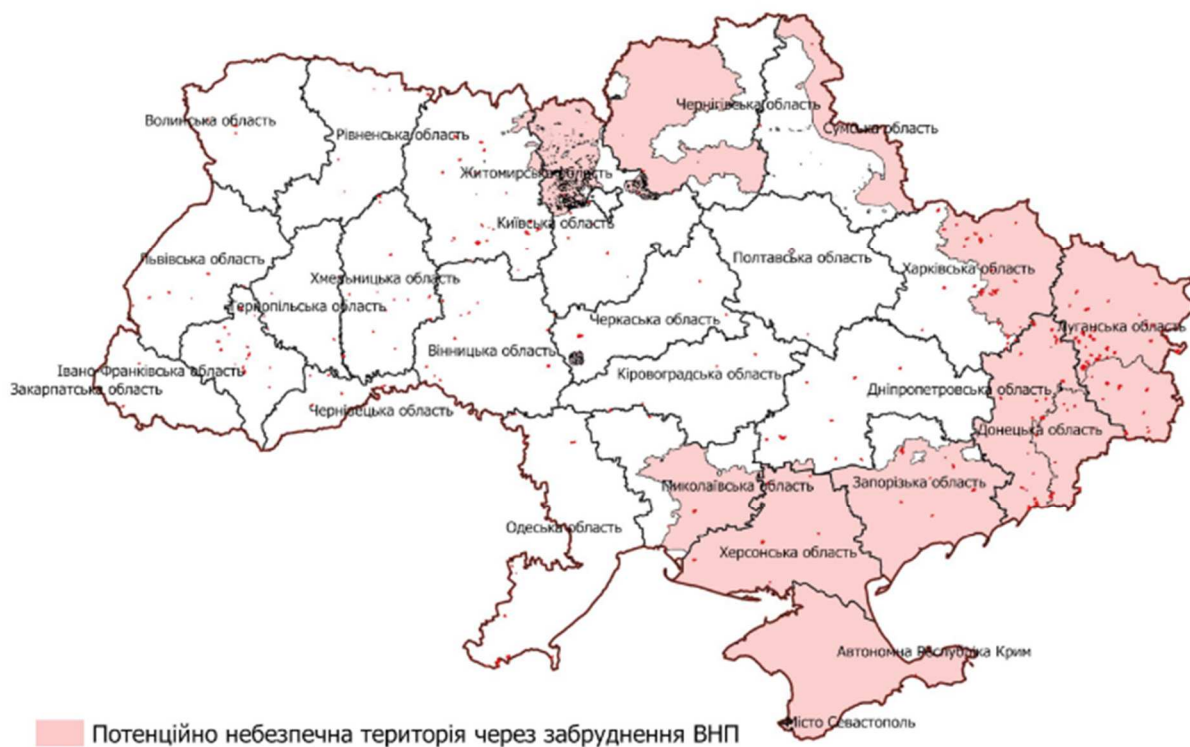 Чернігівська область
Волинська область
Сумська область
Рівненська область
Житомирська область
Київська область
Львівська область
Полтавська область
Харківська область
Хмельницька область
Тернопільська область
Черкаська область
Луганська область
Вінницька область
Івано-Франківська область
Кіровоградська область
Закарпатська область
Дніпропетровська область
Чернівецька область
Донецька область
Миколаївська область
Запорізька область
Одеська область
Херсонська область
Автономна Республіка Крим
Місто Севастополь
Потенційно небезпечна територія через забруднення ВНП